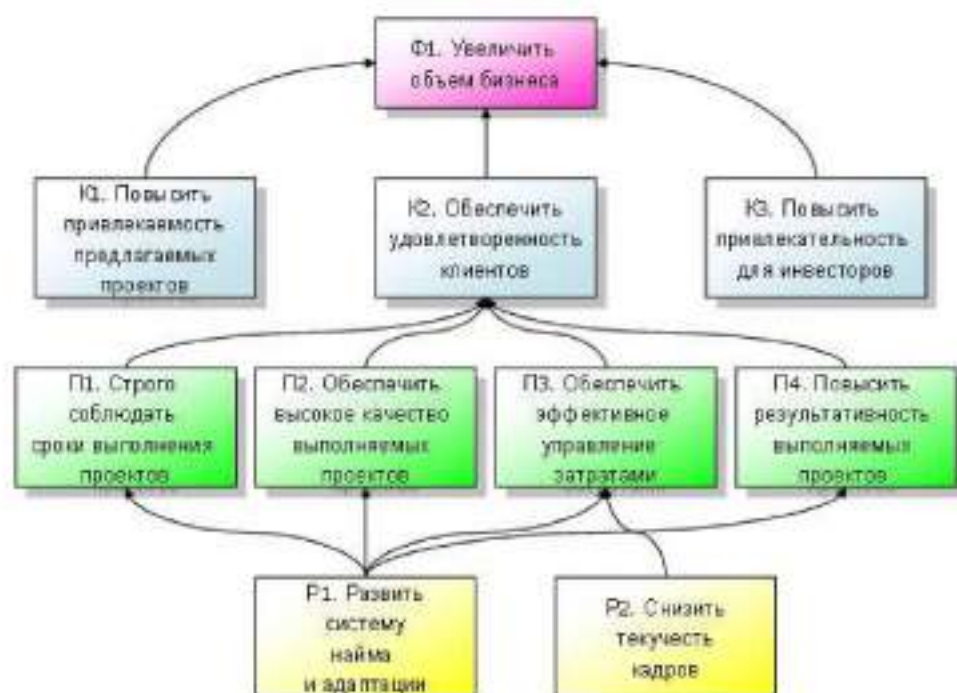 Ф1. Увеличить
объем бизнеса
К1. Повысить
привлекаемость
предлагаемых
проектов
К2. Обеспечить
удовлетворенность
клиентов
К3. Повысить
привлекательность
для инвесторов
П1. Строго
соблюдать
сроки выполнения
проектов
П2. Обеспечить
высокое качество
выполняемых
проектов
П3. Обеспечить
эффективное
управление
затратами
П4. Повысить
результативность
выполняемых
проектов
Р1. Развить
систему
найма
и адаптации
Р2. Снизить
текучесть
кадров